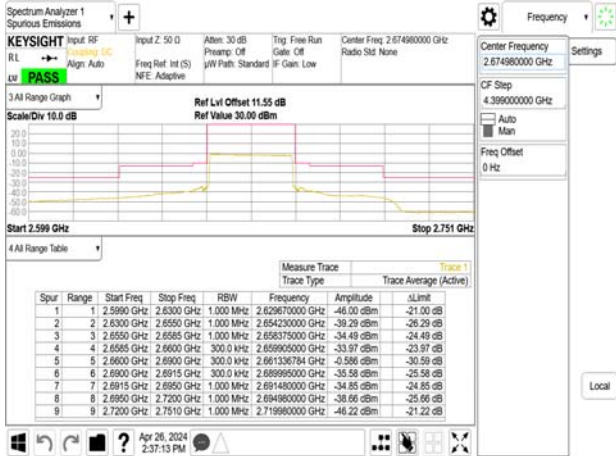 Spectrum Analyzer 1
Spurious Emissions
Frequency
KEYSIGHT Input: RF Input Z: 50 Ω Atten: 30 dB Trig: Free Run Center Freq: 2.674980000 GHz
RL Coupling: DC Preamp: Off Gate: Off Radio Std: None
Align: Auto Freq Ref: Int (S) µW Path: Standard IF Gain: Low
NFE: Adaptive
PASS
Center Frequency
2.674980000 GHz
Settings
CF Step
4.399000000 GHz
Auto
Man
Freq Offset
0 Hz
3 All Range Graph
Ref Lvl Offset 11.55 dB
Scale/Div 10.0 dB Ref Value 30.00 dBm
20.0
10.0
0.00
-10.0
-20.0
-30.0
-40.0
-50.0
-60.0
Start 2.599 GHz Stop 2.751 GHz
4 All Range Table
Measure Trace Trace 1
Trace Type Trace Average (Active)
Spur Range Start Freq Stop Freq RBW Frequency Amplitude ΔLimit
1 1 2.5990 GHz 2.6300 GHz 1.000 MHz 2.629670000 GHz -46.00 dBm -21.00 dB
2 2 2.6300 GHz 2.6550 GHz 1.000 MHz 2.654230000 GHz -39.29 dBm -26.29 dB
3 3 2.6550 GHz 2.6585 GHz 1.000 MHz 2.658375000 GHz -34.49 dBm -24.49 dB
4 4 2.6585 GHz 2.6600 GHz 300.0 kHz 2.659905000 GHz -33.97 dBm -23.97 dB
5 5 2.6600 GHz 2.6900 GHz 300.0 kHz 2.661336784 GHz -0.586 dBm -30.59 dB
6 6 2.6900 GHz 2.6915 GHz 300.0 kHz 2.689995000 GHz -35.58 dBm -25.58 dB
7 7 2.6915 GHz 2.6950 GHz 1.000 MHz 2.691480000 GHz -34.85 dBm -24.85 dB
8 8 2.6950 GHz 2.7200 GHz 1.000 MHz 2.694980000 GHz -38.66 dBm -25.66 dB
9 9 2.7200 GHz 2.7510 GHz 1.000 MHz 2.719980000 GHz -46.22 dBm -21.22 dB
Local
Apr 26, 2024
2:37:13 PM